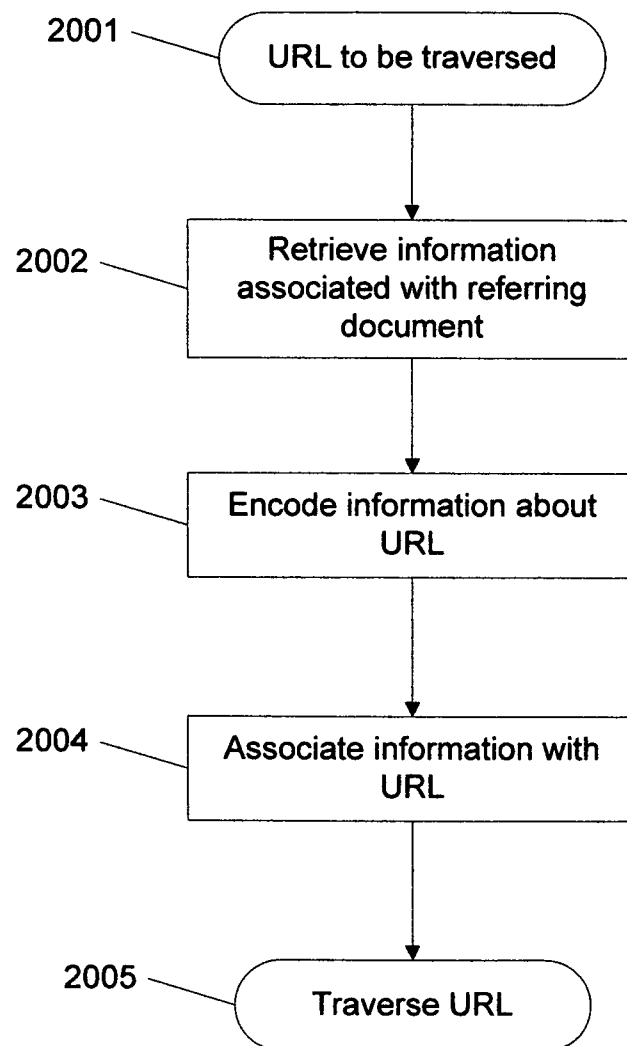 2001
URL to be traversed
2002
Retrieve information
associated with referring
document
2003
Encode information about
URL
2004
Associate information with
URL
2005
Traverse URL